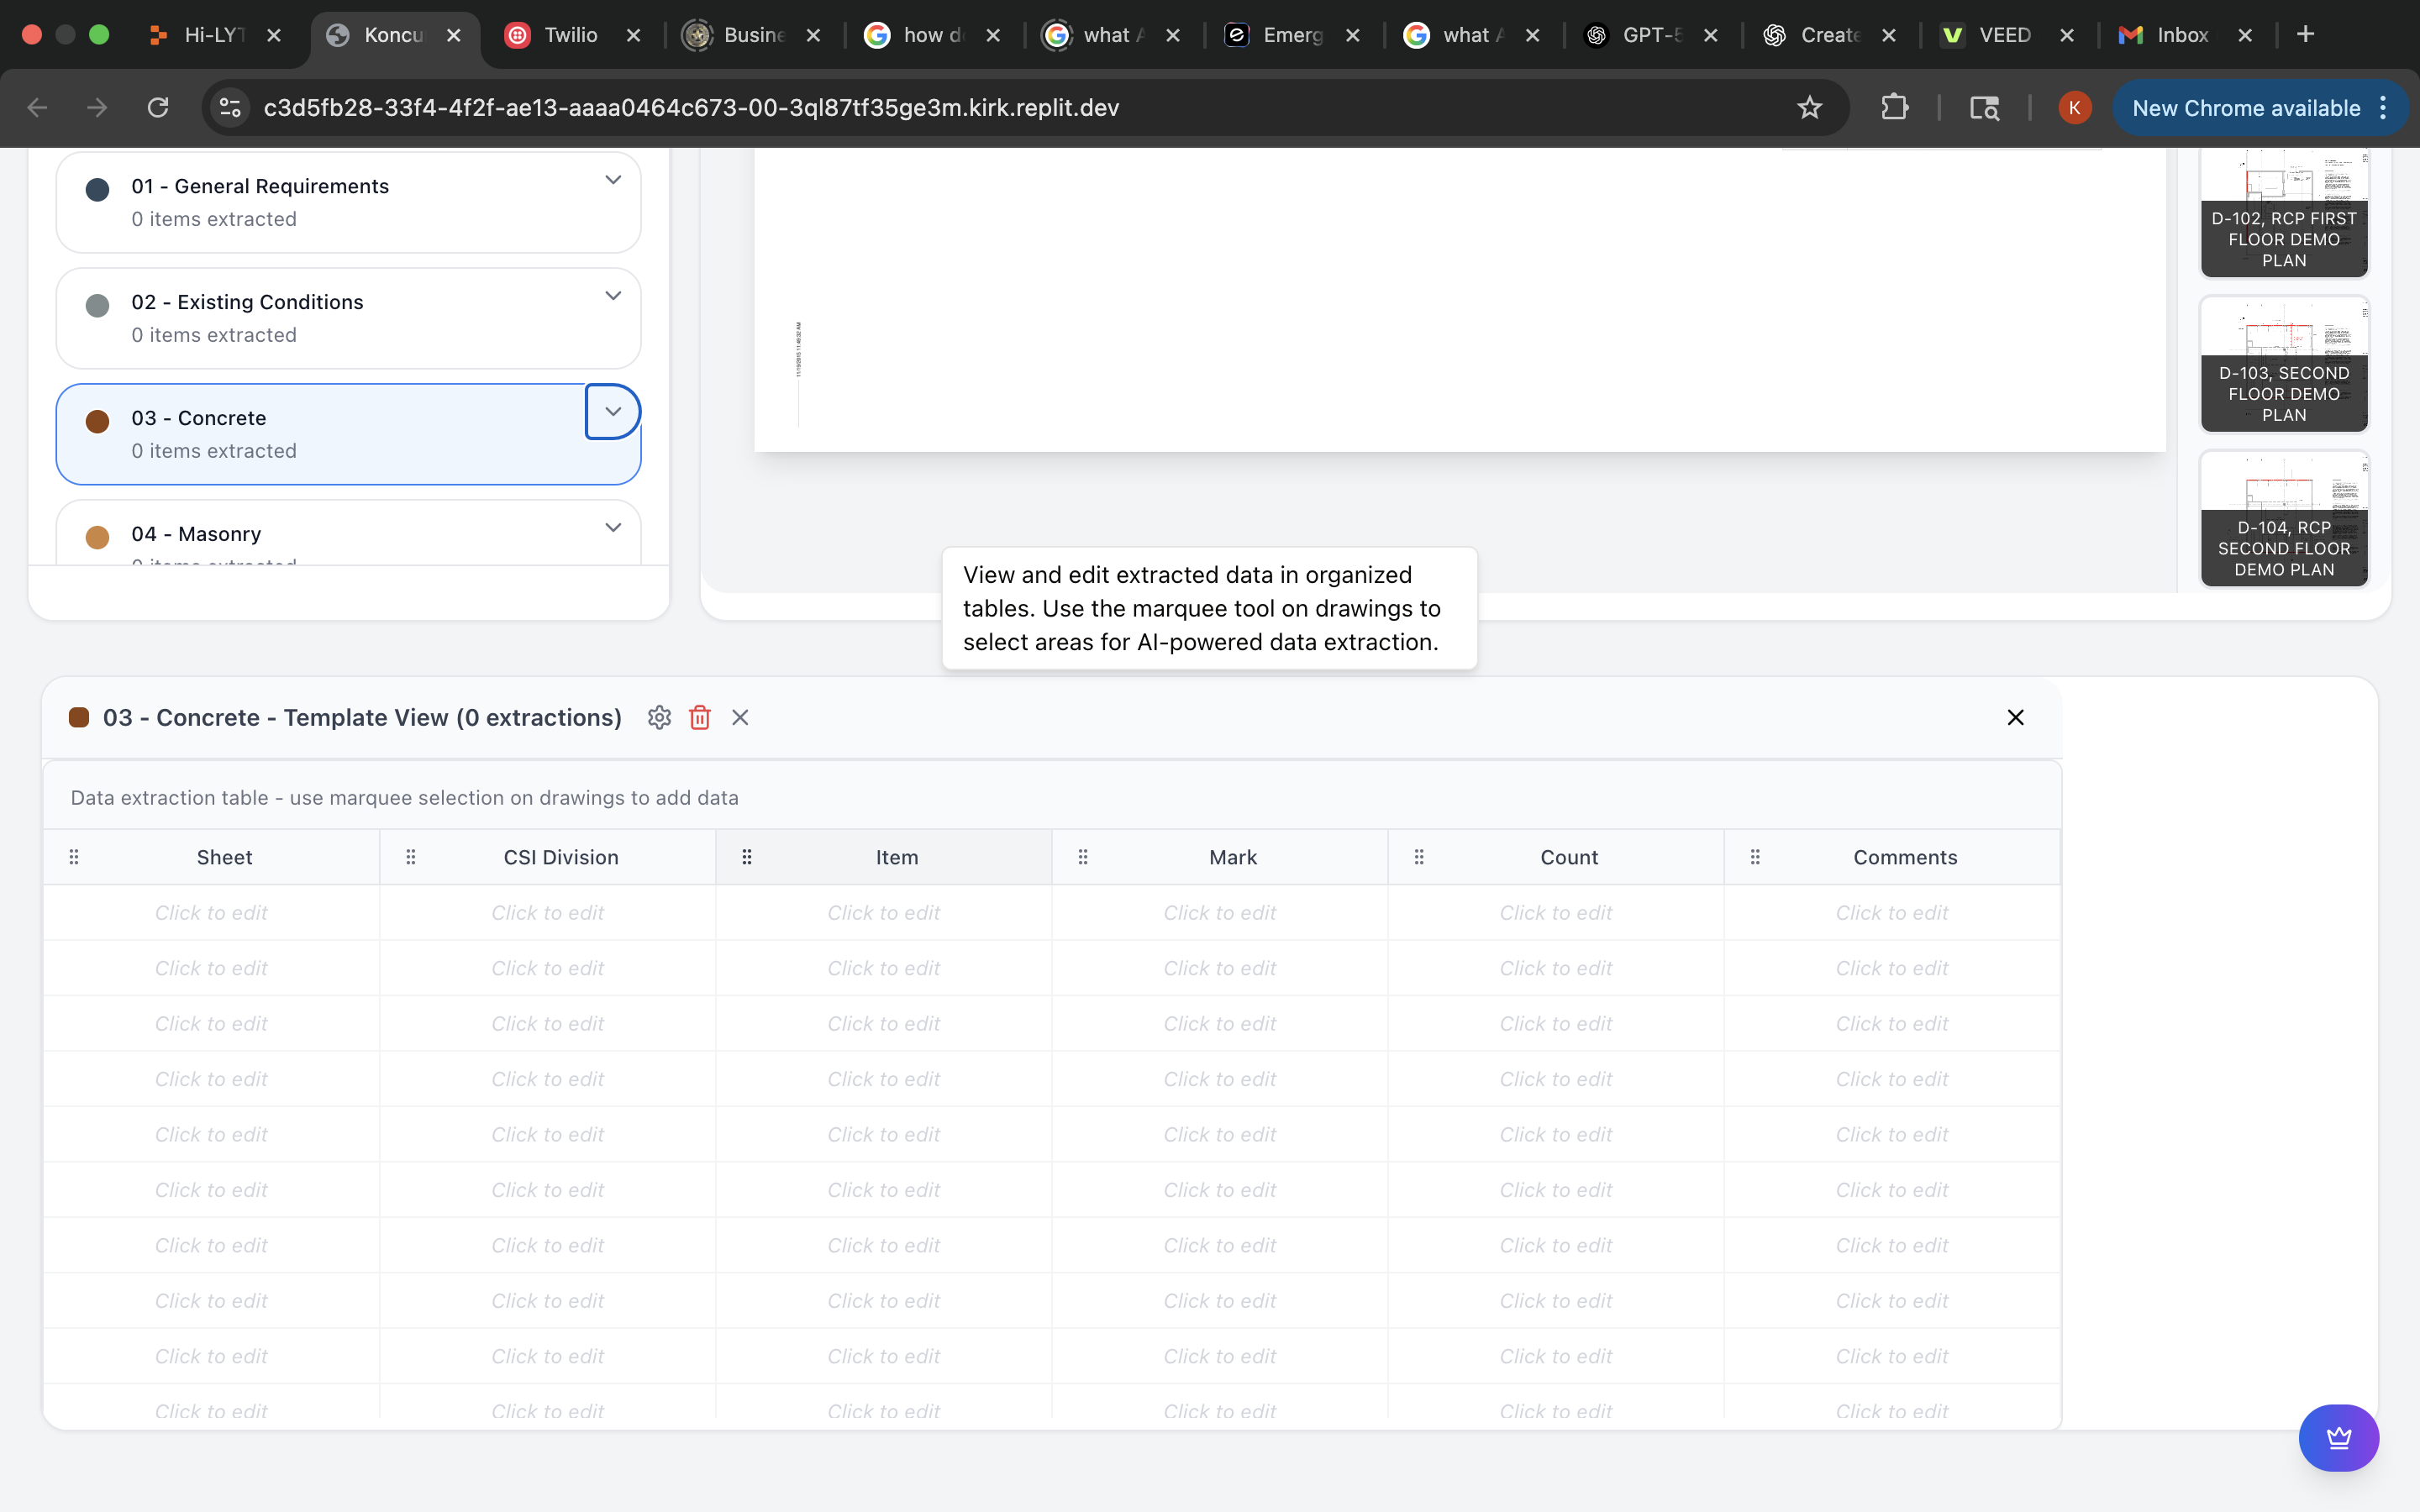 Hi-LYT
Koncu
Twilio
Busine
how d
what A
Emerg
what A
GPT-5
Create
VEED
Inbox
c3d5fb28-33f4-4f2f-ae13-aaaa0464c673-00-3ql87tf35ge3m.kirk.replit.dev
K
New Chrome available
01 - General Requirements
0 items extracted
02 - Existing Conditions
0 items extracted
03 - Concrete
0 items extracted
04 - Masonry
0 items extracted
D-102, RCP FIRST
FLOOR DEMO
PLAN
D-103, SECOND
FLOOR DEMO
PLAN
D-104, RCP
SECOND FLOOR
DEMO PLAN
View and edit extracted data in organized
tables. Use the marquee tool on drawings to
select areas for AI-powered data extraction.
03 - Concrete - Template View (0 extractions)
Data extraction table - use marquee selection on drawings to add data
Sheet CSI Division Item Mark Count Comments
Click to edit Click to edit Click to edit Click to edit Click to edit Click to edit
Click to edit Click to edit Click to edit Click to edit Click to edit Click to edit
Click to edit Click to edit Click to edit Click to edit Click to edit Click to edit
Click to edit Click to edit Click to edit Click to edit Click to edit Click to edit
Click to edit Click to edit Click to edit Click to edit Click to edit Click to edit
Click to edit Click to edit Click to edit Click to edit Click to edit Click to edit
Click to edit Click to edit Click to edit Click to edit Click to edit Click to edit
Click to edit Click to edit Click to edit Click to edit Click to edit Click to edit
Click to edit Click to edit Click to edit Click to edit Click to edit Click to edit
Click to edit Click to edit Click to edit Click to edit Click to edit Click to edit